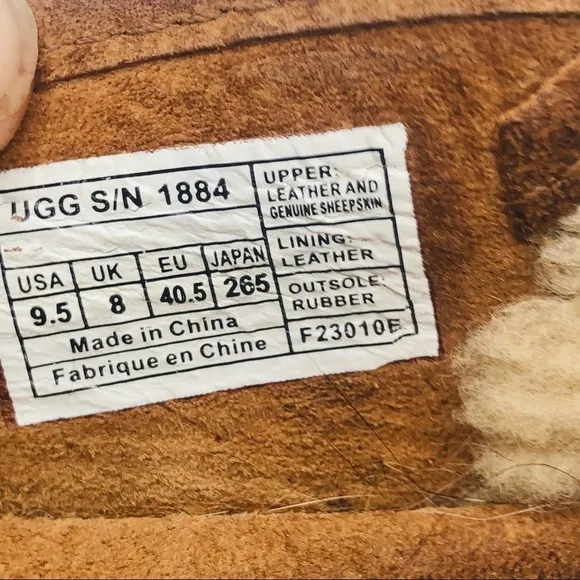 UGG S/N 1884
USA UK EU JAPAN
9.5 8 40.5 265
Made in China
Fabrique en Chine
UPPER:
LEATHER AND
GENUINE SHEEPSKIN
LINING:
LEATHER
OUTSOLE:
RUBBER
F23010E